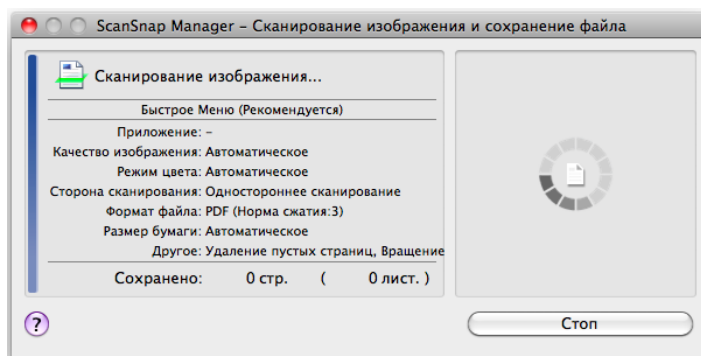 ScanSnap Manager – Сканирование изображения и сохранение файла
Сканирование изображения...
Быстрое Меню (Рекомендуется)
Приложение: –
Качество изображения: Автоматическое
Режим цвета: Автоматическое
Сторона сканирования: Одностороннее сканирование
Формат файла: PDF (Норма сжатия:3)
Размер бумаги: Автоматическое
Другое: Удаление пустых страниц, Вращение
Сохранено: 0 стр. ( 0 лист. )
? Стоп